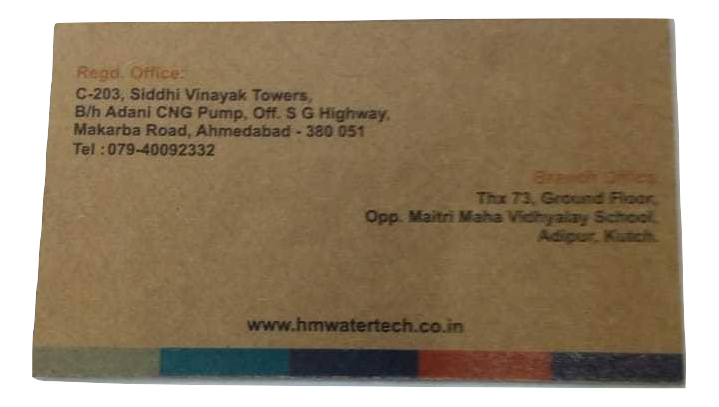 Regd. Office:
C-203, Siddhi Vinayak Towers,
B/h Adani CNG Pump, Off. S G Highway,
Makarba Road, Ahmedabad - 380 051
Tel : 079-40092332
Branch Office:
Thx 73, Ground Floor,
Opp. Maitri Maha Vidhyalay School,
Adipur, Kutch.
www.hmwatertech.co.in